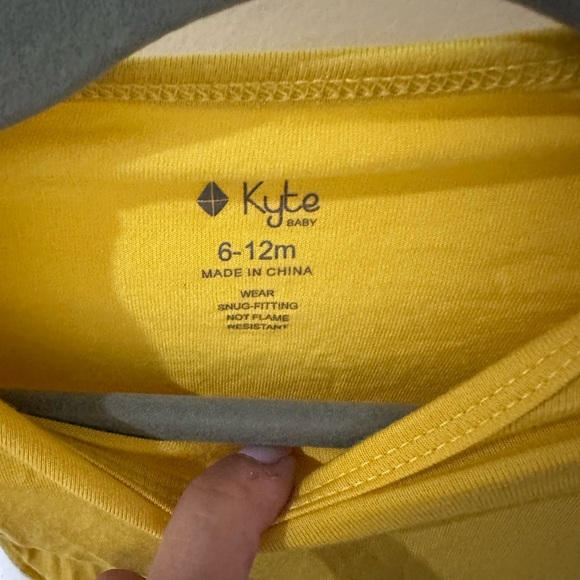 Kyte
BABY
6-12m
MADE IN CHINA
WEAR
SNUG-FITTING
NOT FLAME
RESISTANT